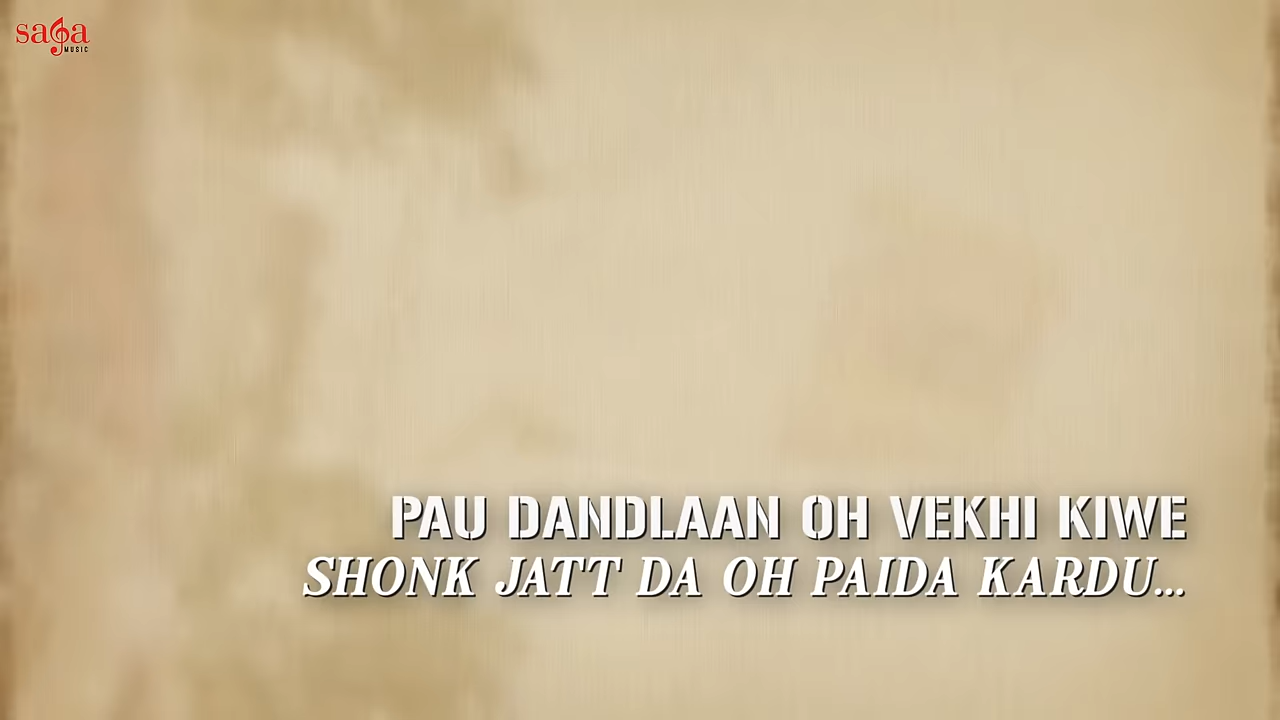 saga
MUSIC
PAU DANDLAAN OH VEKHI KIWE
SHONK JATT DA OH PAIDA KARDU...